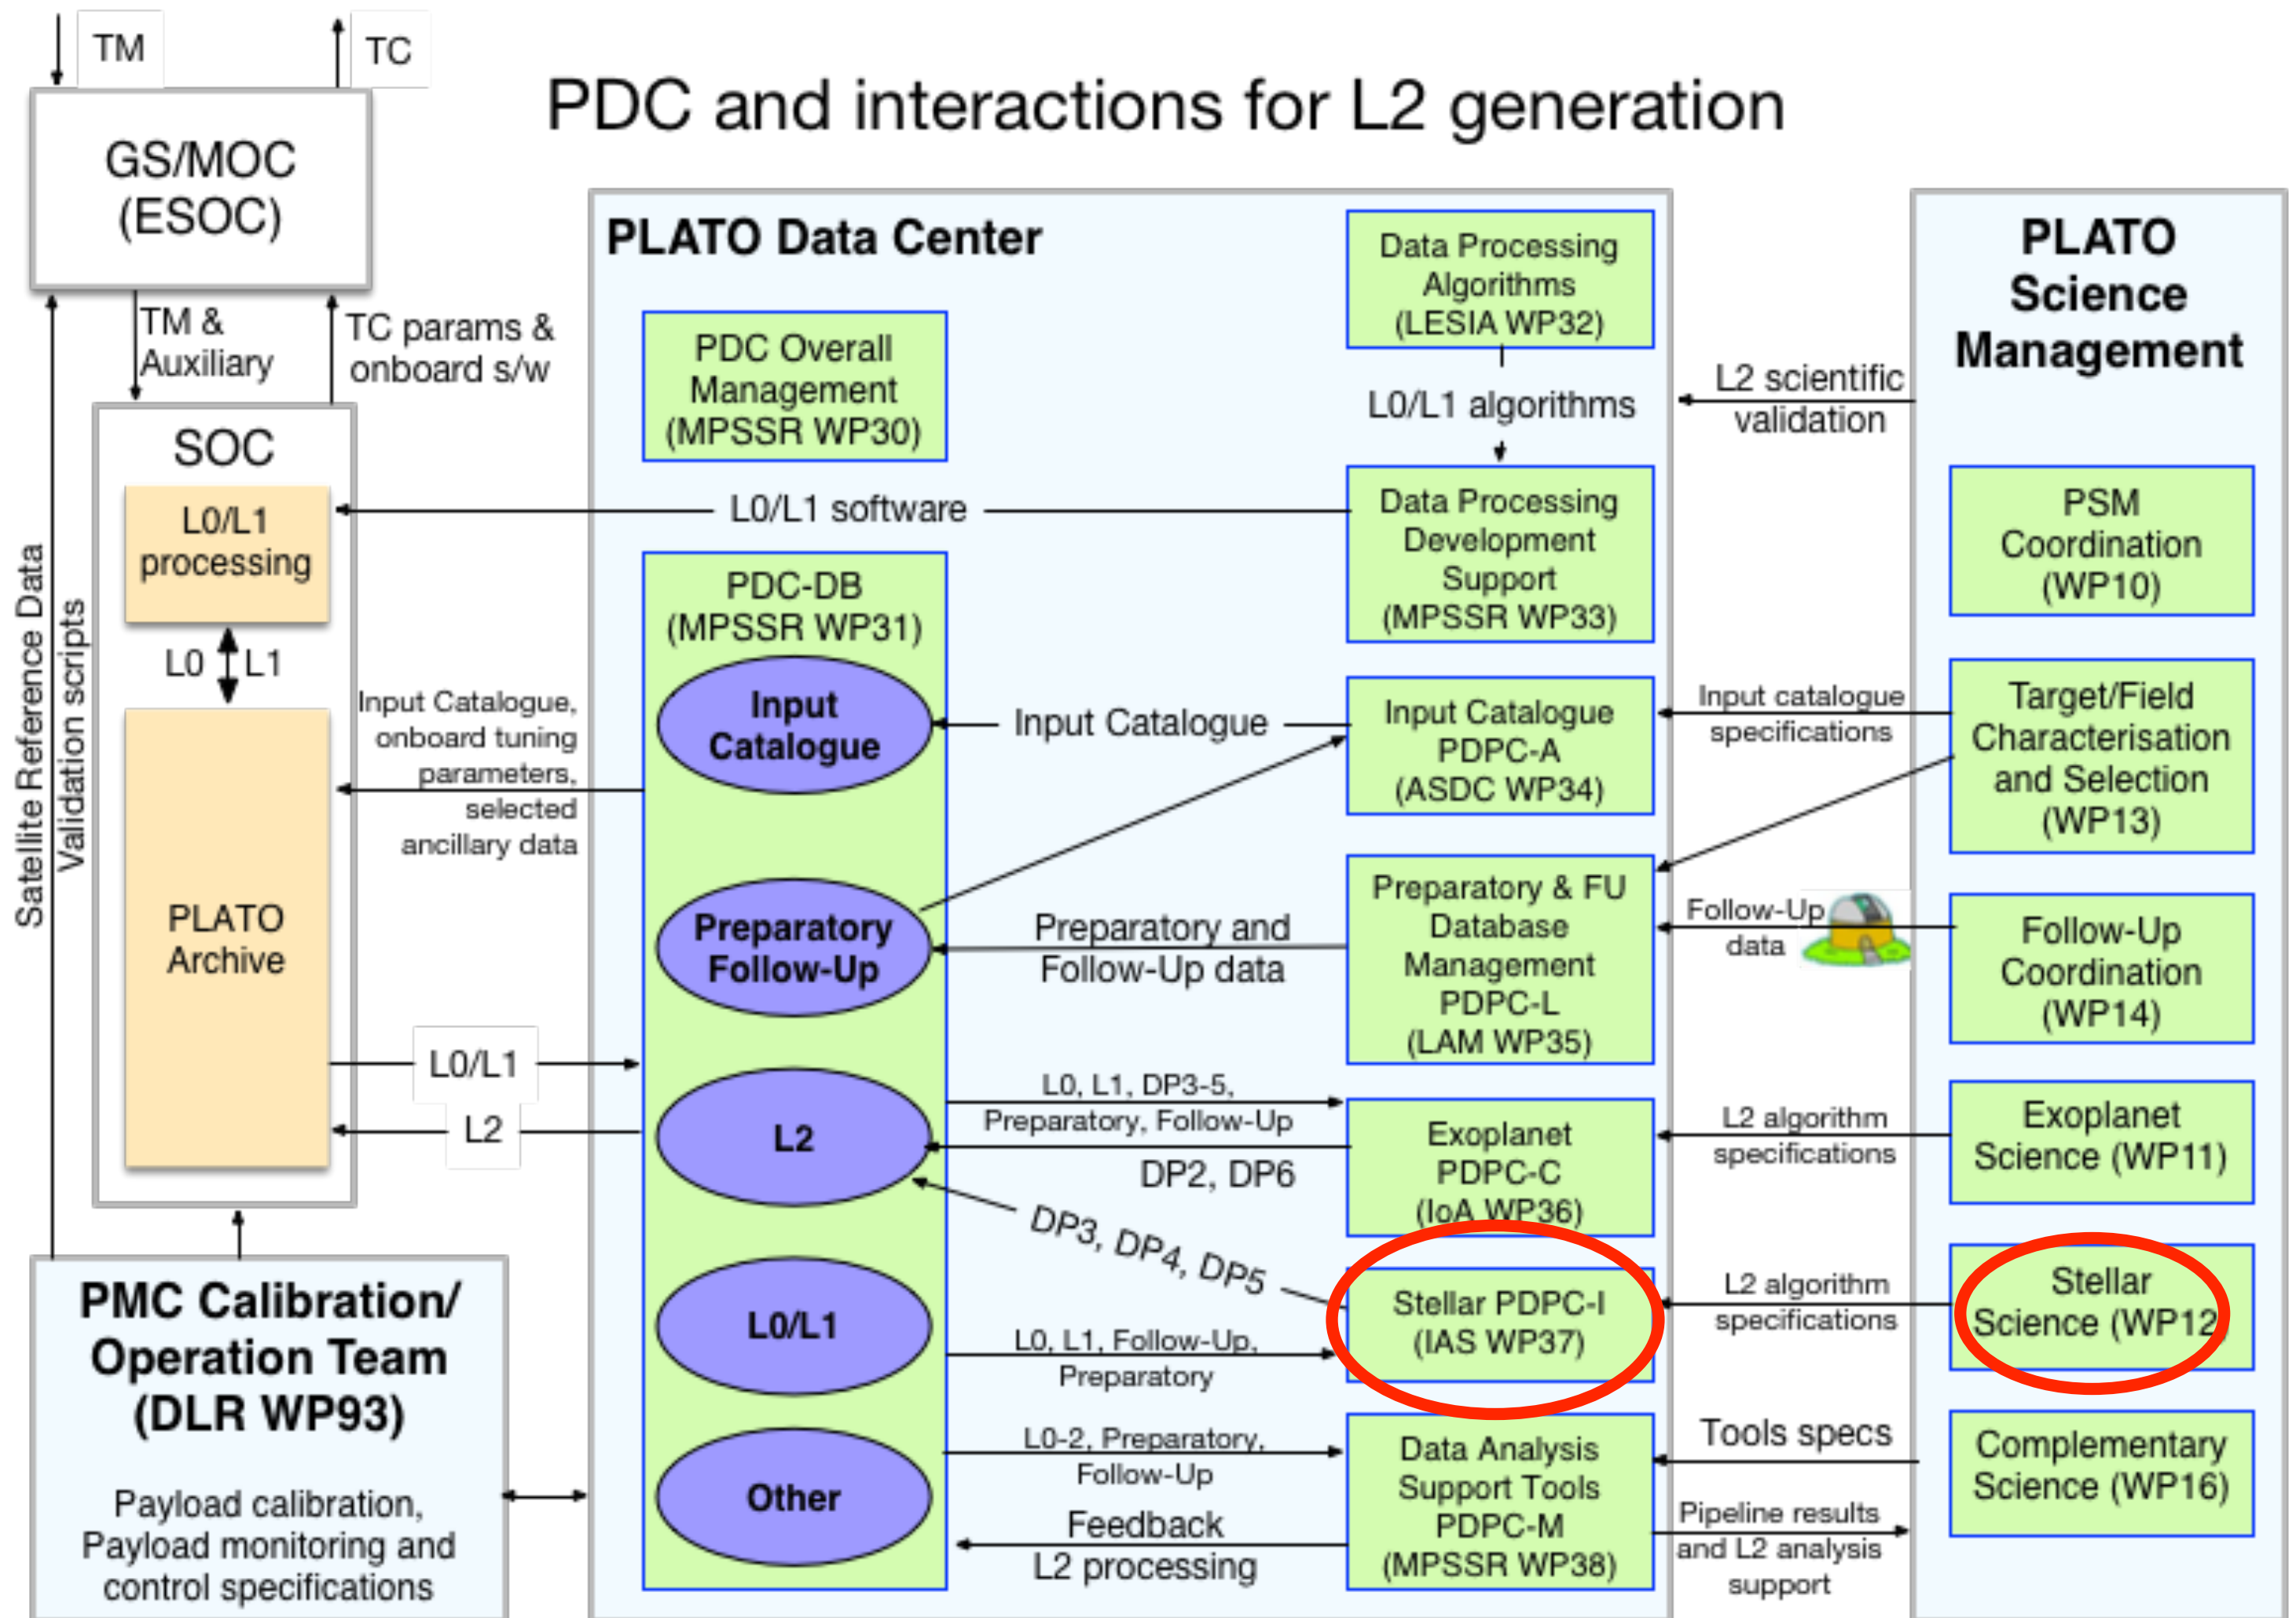 TM
TC
PDC and interactions for L2 generation
GS/MOC
(ESOC)
TM &
Auxiliary
TC params &
onboard s/w
SOC
L0/L1
processing
L0
L1
PLATO
Archive
Satellite Reference Data
Validation scripts
Input Catalogue,
onboard tuning
parameters,
selected
ancillary data
L0/L1
L2
PMC Calibration/
Operation Team
(DLR WP93)
Payload calibration,
Payload monitoring and
control specifications
PLATO Data Center
PDC Overall
Management
(MPSSR WP30)
L0/L1 software
PDC-DB
(MPSSR WP31)
Input
Catalogue
Preparatory
Follow-Up
L2
L0/L1
Other
Input Catalogue
Preparatory and
Follow-Up data
L0, L1, DP3-5,
Preparatory, Follow-Up
DP2, DP6
DP3, DP4, DP5
L0, L1, Follow-Up,
Preparatory
L0-2, Preparatory,
Follow-Up
Feedback
L2 processing
Data Processing
Algorithms
(LESIA WP32)
L0/L1 algorithms
Data Processing
Development
Support
(MPSSR WP33)
Input Catalogue
PDPC-A
(ASDC WP34)
Preparatory & FU
Database
Management
PDPC-L
(LAM WP35)
Exoplanet
PDPC-C
(IoA WP36)
Stellar PDPC-I
(IAS WP37)
Data Analysis
Support Tools
PDPC-M
(MPSSR WP38)
L2 scientific
validation
Input catalogue
specifications
Follow-Up
data
L2 algorithm
specifications
L2 algorithm
specifications
Tools specs
Pipeline results
and L2 analysis
support
PLATO
Science
Management
PSM
Coordination
(WP10)
Target/Field
Characterisation
and Selection
(WP13)
Follow-Up
Coordination
(WP14)
Exoplanet
Science (WP11)
Stellar
Science (WP12)
Complementary
Science (WP16)